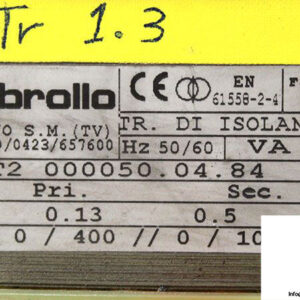 Tr 1.3
brollo
CE EN
61558-2-4
O S.M.(TV)
/0423/657600
TR. DI ISOLAN
Hz 50/60 VA
T2 000050.04.84
Pri. Sec.
0.13 0.5
0 / 400 // 0 / 10